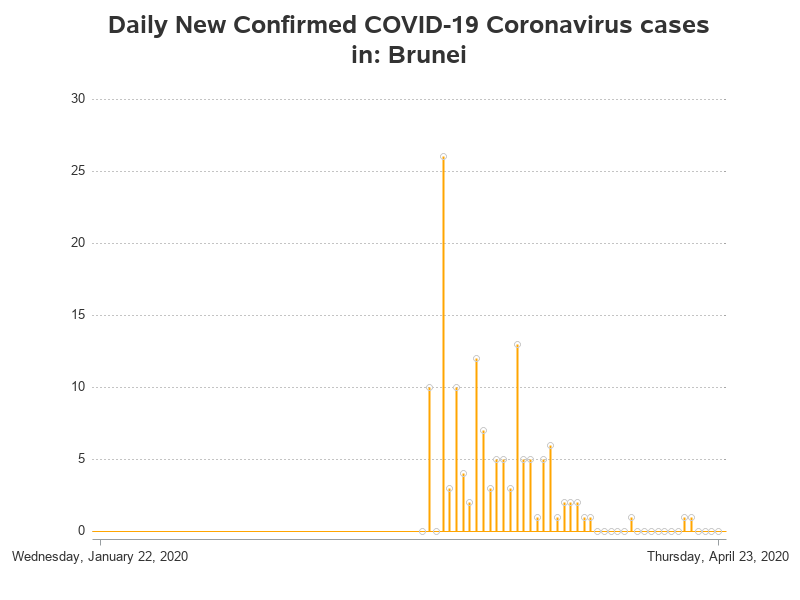 Daily New Confirmed COVID-19 Coronavirus cases
in: Brunei
30
25
20
15
10
5
0
Wednesday, January 22, 2020
Thursday, April 23, 2020